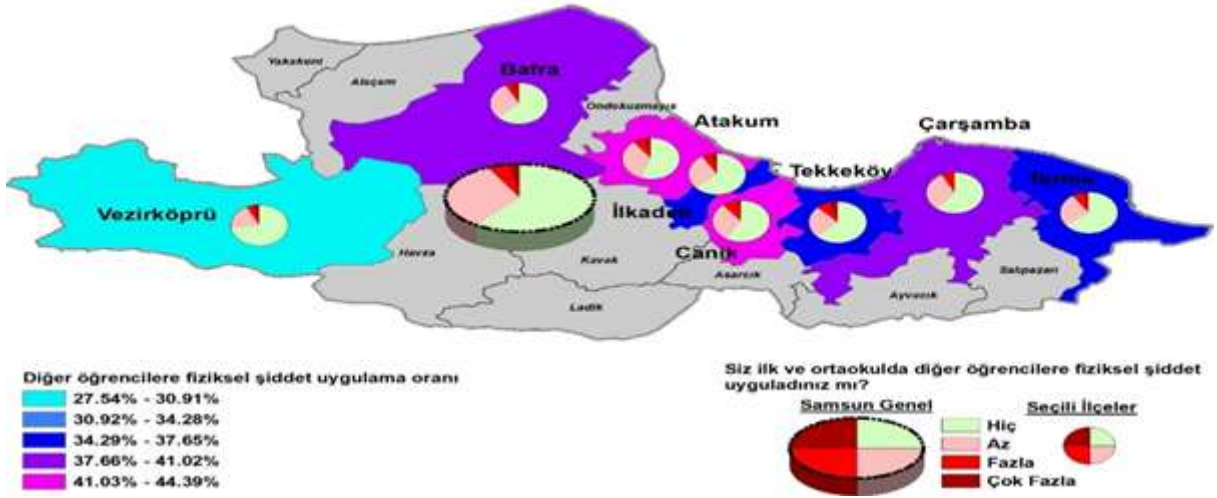 Yakakent
Alaçam
Bafra
Ondokuzmayıs
Atakum
Çarşamba
Tekkeköy
Terme
Vezirköprü
İlkadım
Havza
Kavak
Canik
Asarcık
Salıpazarı
Ayvacık
Ladik
Diğer öğrencilere fiziksel şiddet uygulama oranı
27.54% - 30.91%
30.92% - 34.28%
34.29% - 37.65%
37.66% - 41.02%
41.03% - 44.39%
Siz ilk ve ortaokulda diğer öğrencilere fiziksel şiddet
uyguladınız mı?
Samsun Genel
Seçili İlçeler
Hiç
Az
Fazla
Çok Fazla